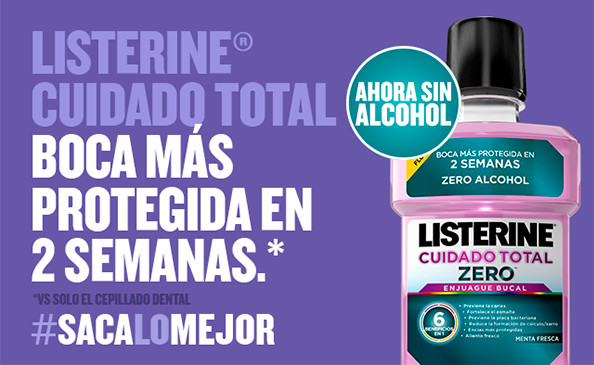 LISTERINE®
CUIDADO TOTAL
BOCA MÁS
PROTEGIDA EN
2 SEMANAS.*
*VS SOLO EL CEPILLADO DENTAL
#SACALOMEJOR
AHORA SIN
ALCOHOL
BOCA MÁS PROTEGIDA EN
2 SEMANAS
ZERO ALCOHOL
LISTERINE
CUIDADO TOTAL
ZERO™
ENJUAGUE BUCAL
6
BENEFICIOS
EN 1
• Previene la caries
• Fortalece el esmalte
• Previene la placa bacteriana
• Reduce la formación de cálculo/sarro
• Encías más protegidas
• Aliento fresco
MENTA FRESCA